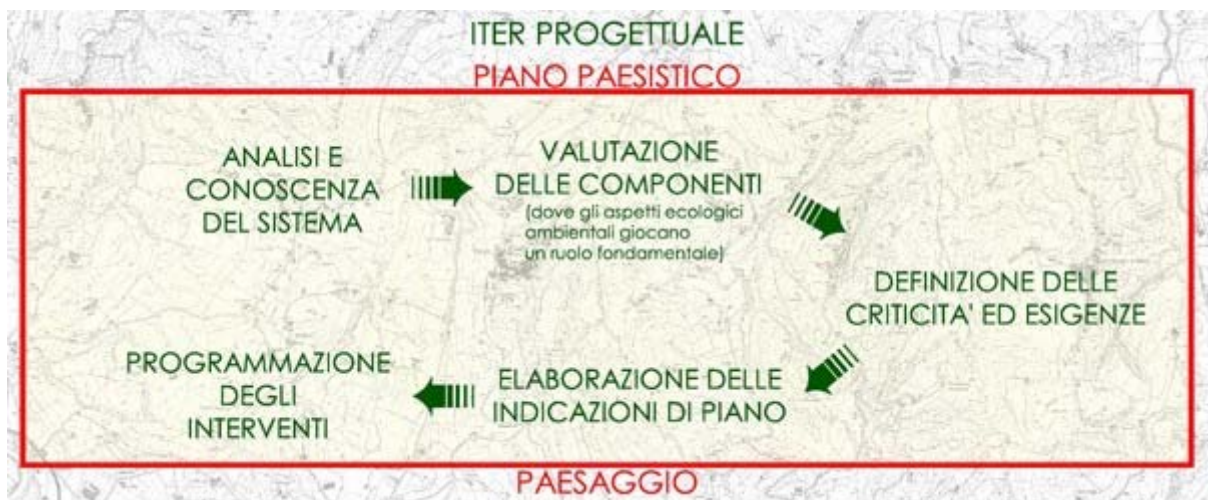 ITER PROGETTUALE
PIANO PAESISTICO
ANALISI E
CONOSCENZA
DEL SISTEMA
VALUTAZIONE
DELLE COMPONENTI
(dove gli aspetti ecologici
ambientali giocano
un ruolo fondamentale)
DEFINIZIONE DELLE
CRITICITA' ED ESIGENZE
ELABORAZIONE DELLE
INDICAZIONI DI PIANO
PROGRAMMAZIONE
DEGLI
INTERVENTI
PAESAGGIO